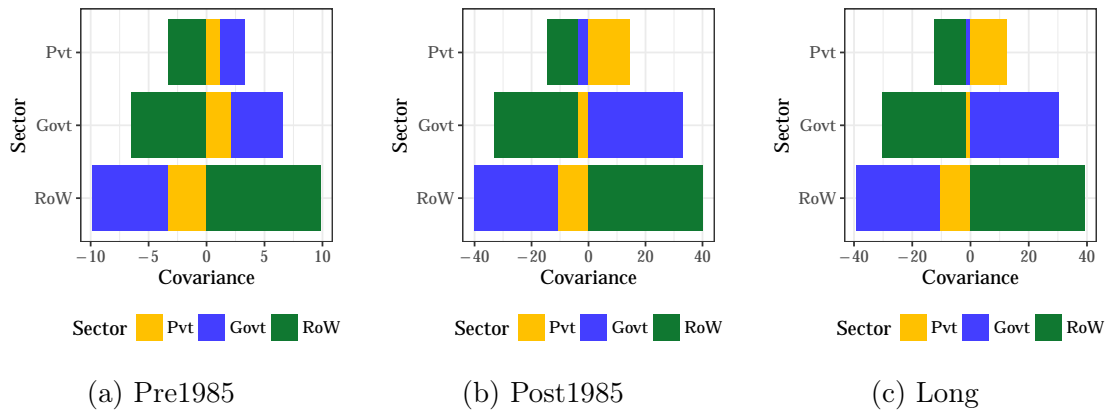 Sector
Pvt
Govt
RoW
−10 −5 0 5 10
Covariance
Sector Pvt Govt RoW
(a) Pre1985
Sector
Pvt
Govt
RoW
−40 −20 0 20 40
Covariance
Sector Pvt Govt RoW
(b) Post1985
Sector
Pvt
Govt
RoW
−40 −20 0 20 40
Covariance
Sector Pvt Govt RoW
(c) Long